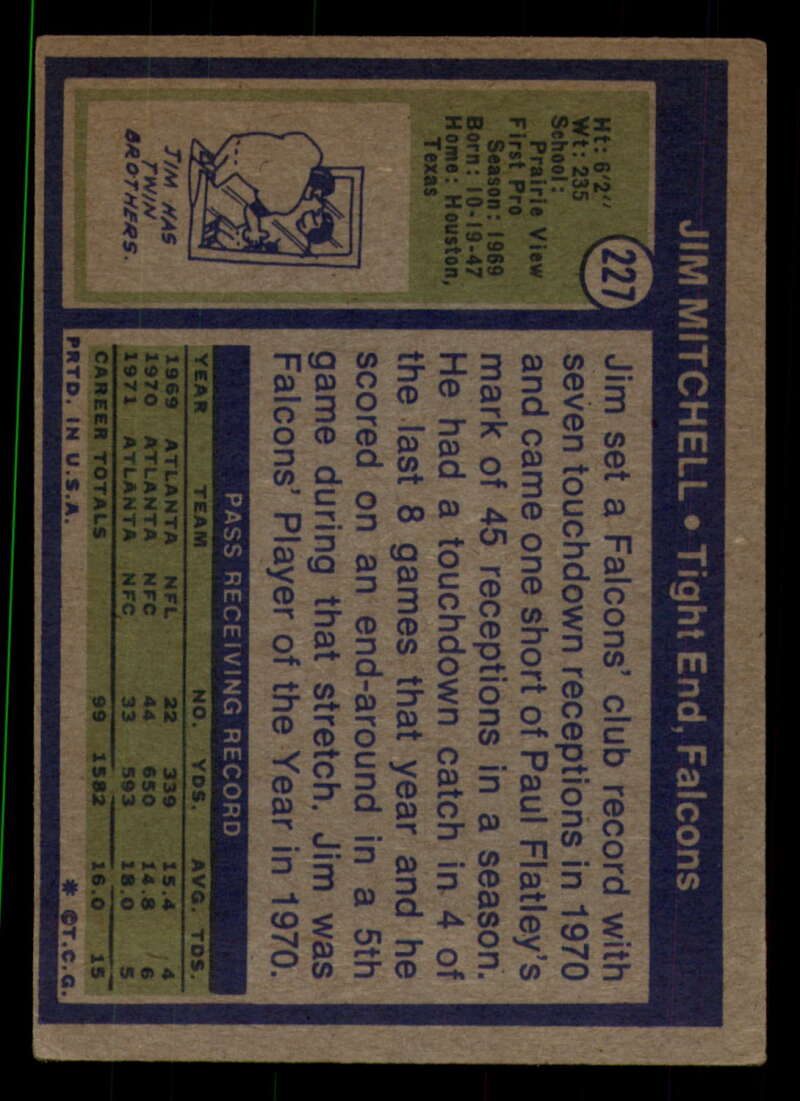 JIM MITCHELL • Tight End, Falcons
227
Ht: 6'2"
Wt: 235
School:
Prairie View
First Pro
Season: 1969
Born: 10-19-47
Home: Houston,
Texas
JIM HAS
TWIN
BROTHERS.
Jim set a Falcons' club record with
seven touchdown receptions in 1970
and came one short of Paul Flatley's
mark of 45 receptions in a season.
He had a touchdown catch in 4 of
the last 8 games that year and he
scored on an end-around in a 5th
game during that stretch. Jim was
Falcons' Player of the Year in 1970.
PASS RECEIVING RECORD
YEAR TEAM NO. YDS. AVG. TDS.
1969 ATLANTA NFL 22 339 15.4 4
1970 ATLANTA NFC 44 650 14.8 6
1971 ATLANTA NFC 33 593 18.0 5
CAREER TOTALS 99 1582 16.0 15
PRTD. IN U.S.A. * ©T.C.G.